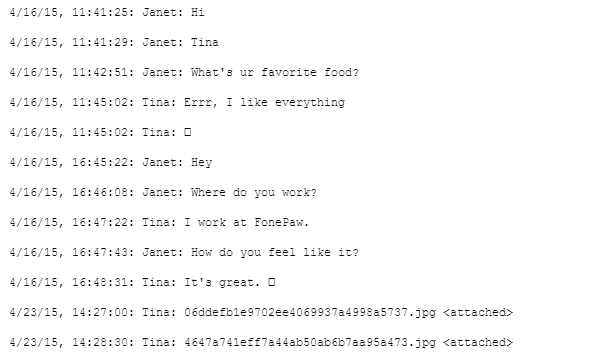 4/16/15, 11:41:25: Janet: Hi
4/16/15, 11:41:29: Janet: Tina
4/16/15, 11:42:51: Janet: What's ur favorite food?
4/16/15, 11:45:02: Tina: Errr, I like everything
4/16/15, 11:45:02: Tina: 
4/16/15, 16:45:22: Janet: Hey
4/16/15, 16:46:08: Janet: Where do you work?
4/16/15, 16:47:22: Tina: I work at FonePaw.
4/16/15, 16:47:43: Janet: How do you feel like it?
4/16/15, 16:48:31: Tina: It's great. 
4/23/15, 14:27:00: Tina: 06ddefb1e9702ee4069937a4998a5737.jpg <attached>
4/23/15, 14:28:30: Tina: 4647a741eff7a44ab50ab6b7aa95a473.jpg <attached>